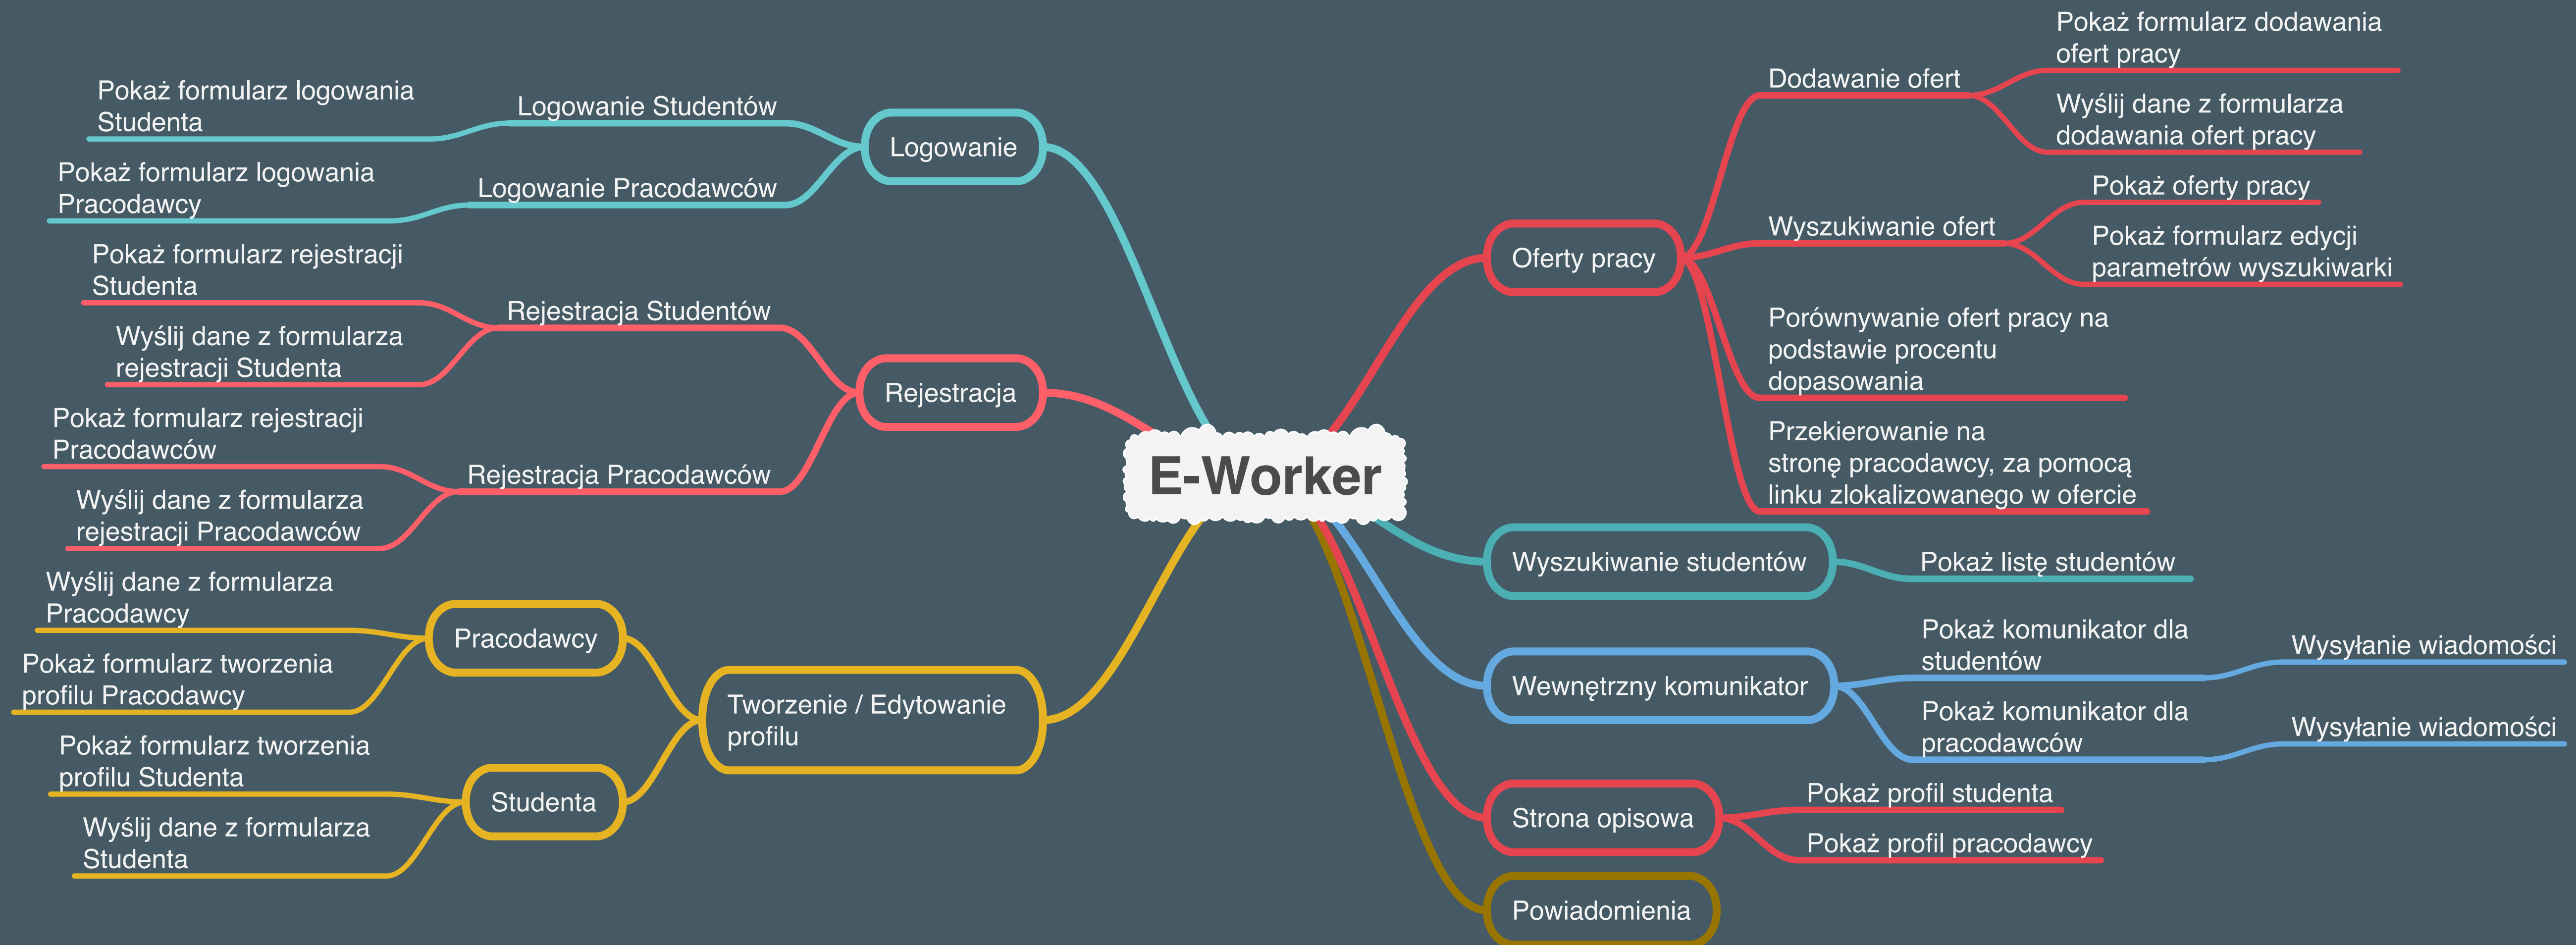 E-Worker
Logowanie
Logowanie Studentów
Pokaż formularz logowania
Studenta
Logowanie Pracodawców
Pokaż formularz logowania
Pracodawcy
Rejestracja
Rejestracja Studentów
Pokaż formularz rejestracji
Studenta
Wyślij dane z formularza
rejestracji Studenta
Rejestracja Pracodawców
Pokaż formularz rejestracji
Pracodawców
Wyślij dane z formularza
rejestracji Pracodawców
Tworzenie / Edytowanie
profilu
Pracodawcy
Wyślij dane z formularza
Pracodawcy
Pokaż formularz tworzenia
profilu Pracodawcy
Studenta
Pokaż formularz tworzenia
profilu Studenta
Wyślij dane z formularza
Studenta
Oferty pracy
Dodawanie ofert
Pokaż formularz dodawania
ofert pracy
Wyślij dane z formularza
dodawania ofert pracy
Wyszukiwanie ofert
Pokaż oferty pracy
Pokaż formularz edycji
parametrów wyszukiwarki
Porównywanie ofert pracy na
podstawie procentu
dopasowania
Przekierowanie na
stronę pracodawcy, za pomocą
linku zlokalizowanego w ofercie
Wyszukiwanie studentów
Pokaż listę studentów
Wewnętrzny komunikator
Pokaż komunikator dla
studentów
Wysyłanie wiadomości
Pokaż komunikator dla
pracodawców
Wysyłanie wiadomości
Strona opisowa
Pokaż profil studenta
Pokaż profil pracodawcy
Powiadomienia